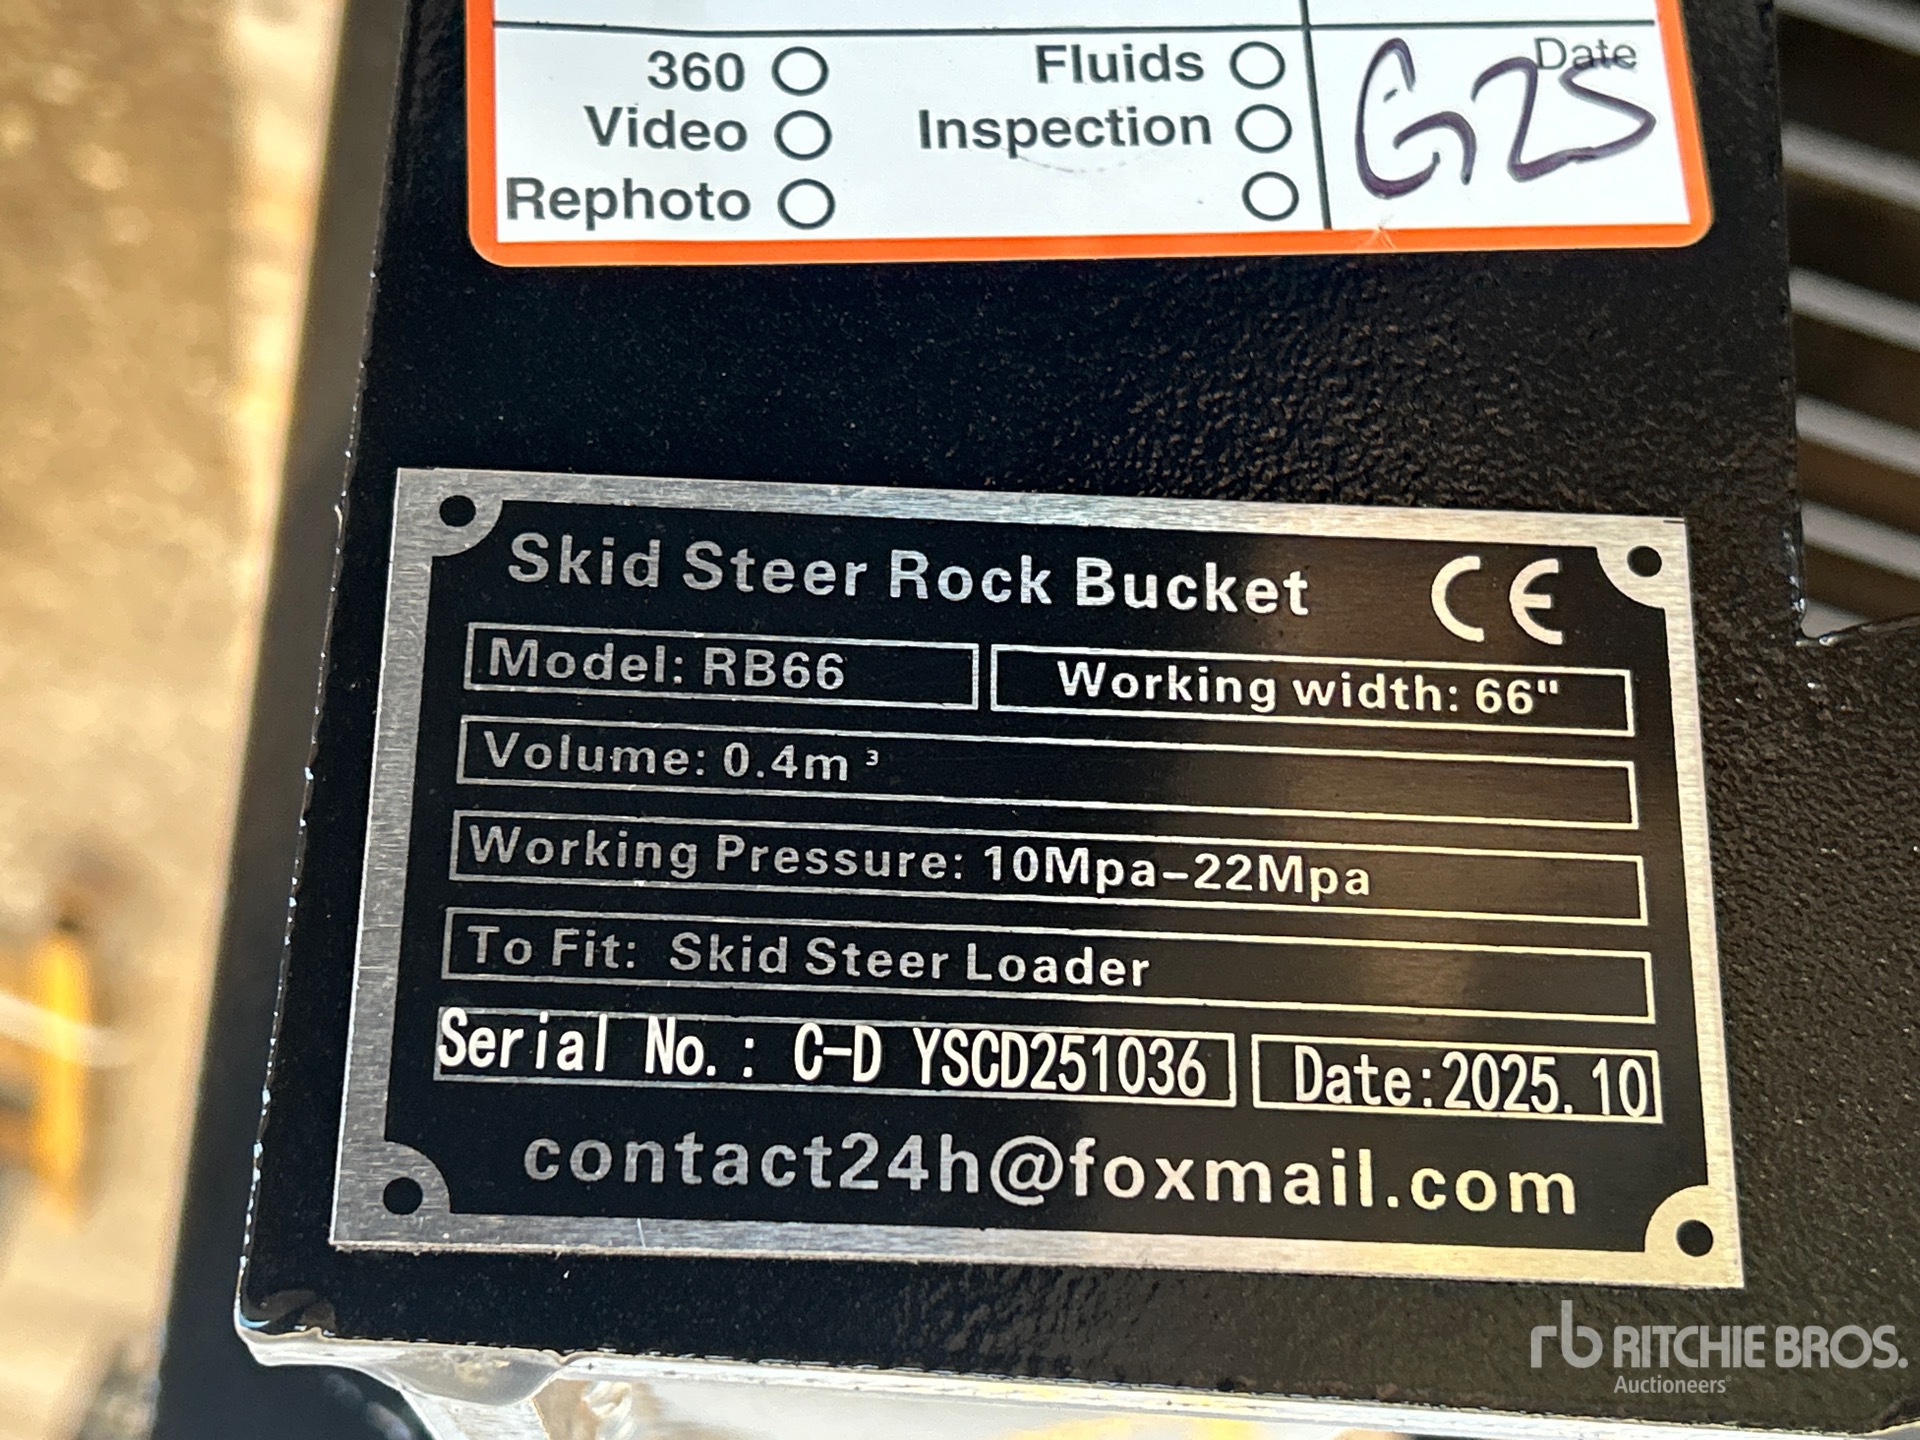 360 Fluids Date
Video Inspection G25
Rephoto
Skid Steer Rock Bucket CE
Model: RB66 Working width: 66"
Volume: 0.4m³
Working Pressure: 10Mpa-22Mpa
To Fit: Skid Steer Loader
Serial No.: C-D YSCD251036 Date:2025.10
contact24h@foxmail.com
rb RITCHIE BROS.
Auctioneers